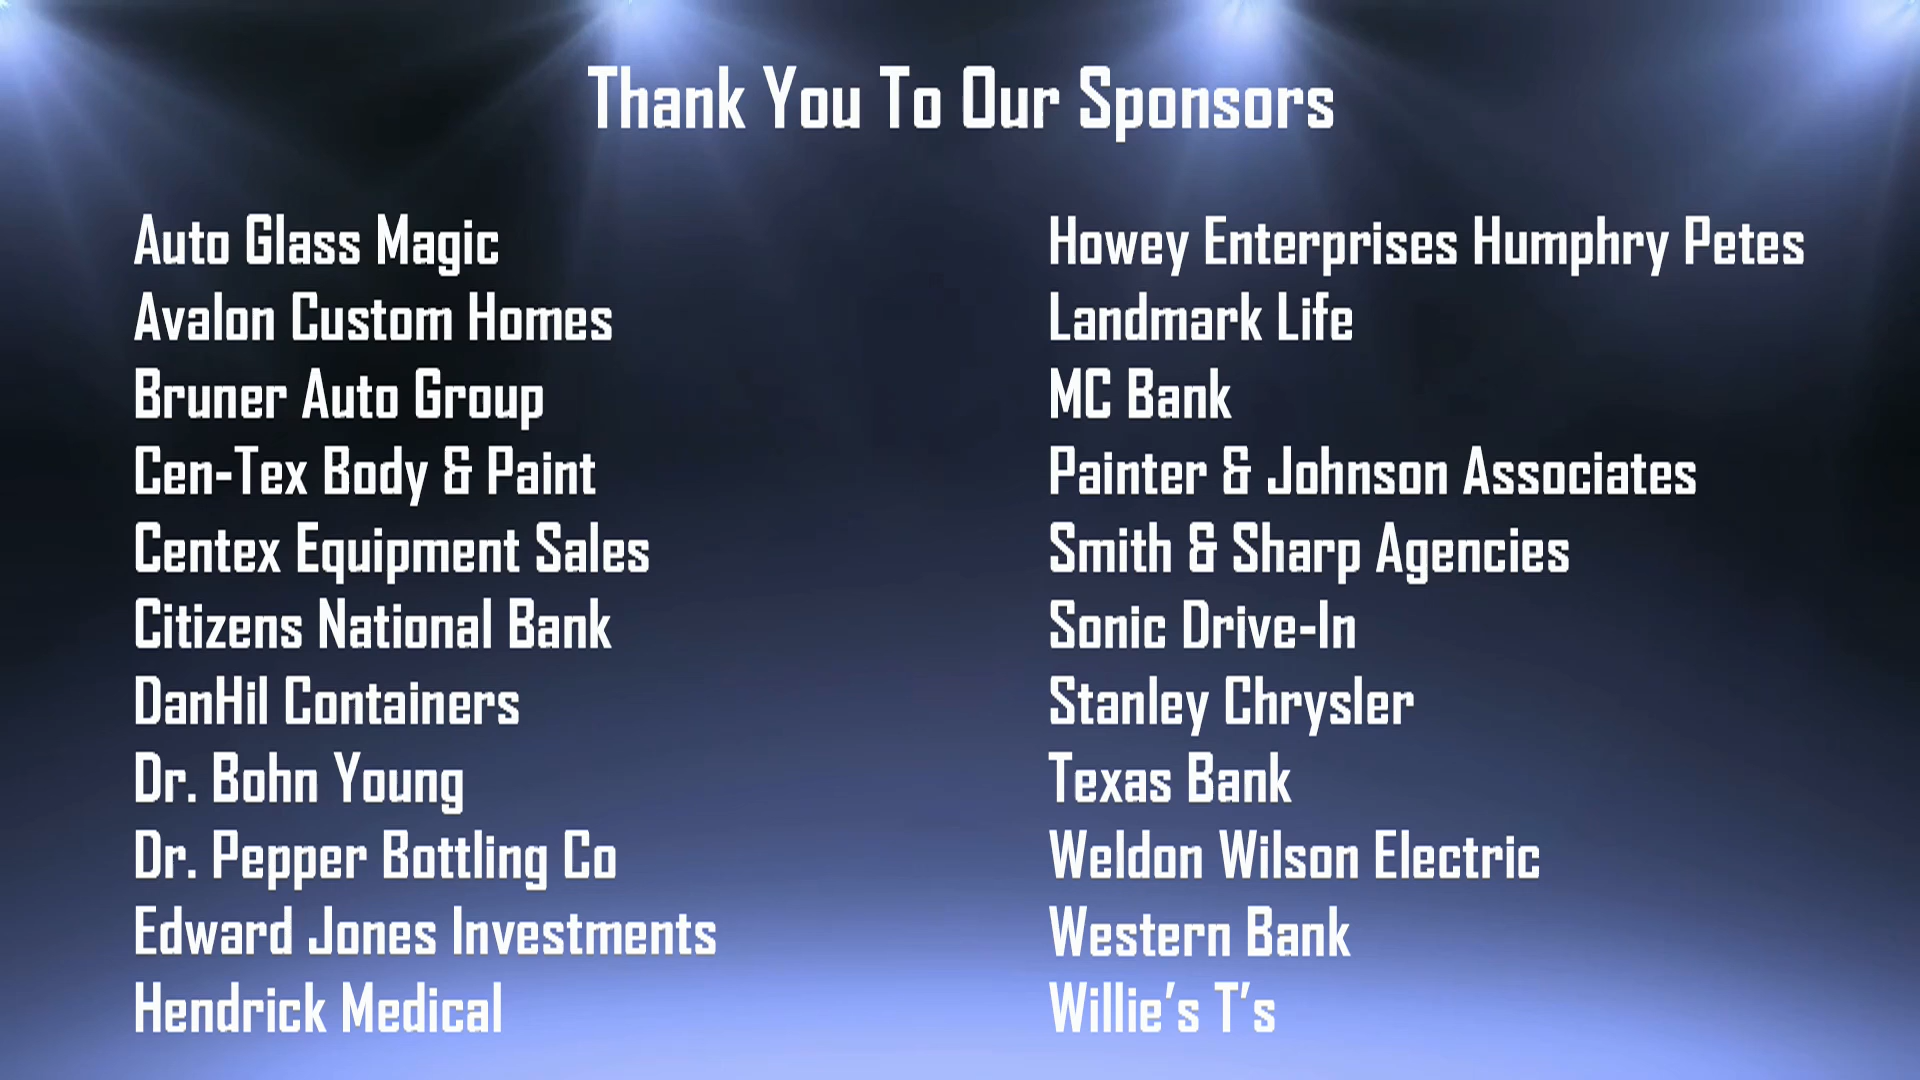 Thank You To Our Sponsors
Auto Glass Magic
Avalon Custom Homes
Bruner Auto Group
Cen-Tex Body & Paint
Centex Equipment Sales
Citizens National Bank
DanHil Containers
Dr. Bohn Young
Dr. Pepper Bottling Co
Edward Jones Investments
Hendrick Medical
Howey Enterprises Humphry Petes
Landmark Life
MC Bank
Painter & Johnson Associates
Smith & Sharp Agencies
Sonic Drive-In
Stanley Chrysler
Texas Bank
Weldon Wilson Electric
Western Bank
Willie's T's